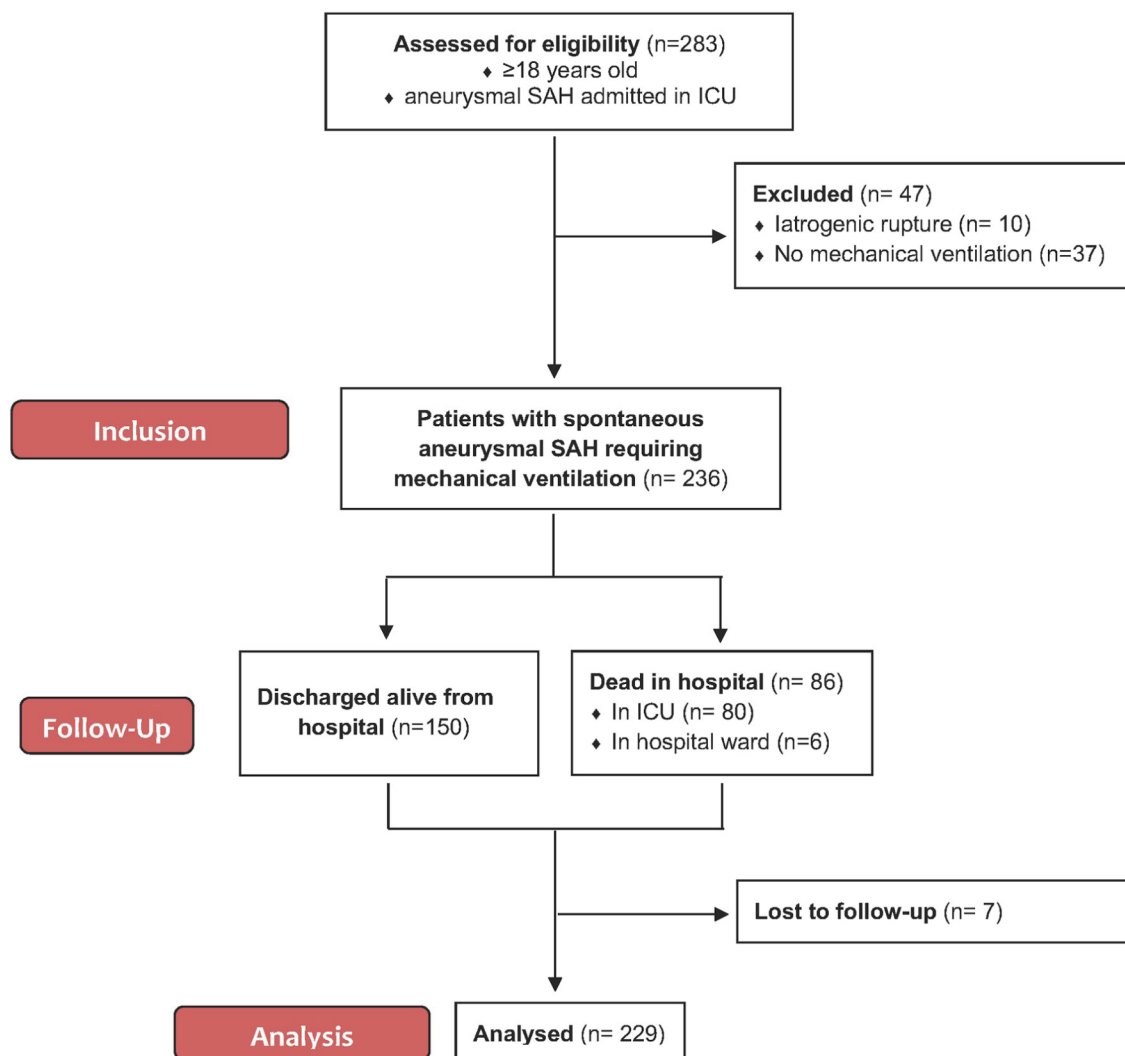 Assessed for eligibility (n=283)
♦ ≥18 years old
♦ aneurysmal SAH admitted in ICU
Excluded (n= 47)
♦ Iatrogenic rupture (n= 10)
♦ No mechanical ventilation (n=37)
Inclusion
Patients with spontaneous
aneurysmal SAH requiring
mechanical ventilation (n= 236)
Follow-Up
Discharged alive from
hospital (n=150)
Dead in hospital (n= 86)
♦ In ICU (n= 80)
♦ In hospital ward (n=6)
Lost to follow-up (n= 7)
Analysis
Analysed (n= 229)